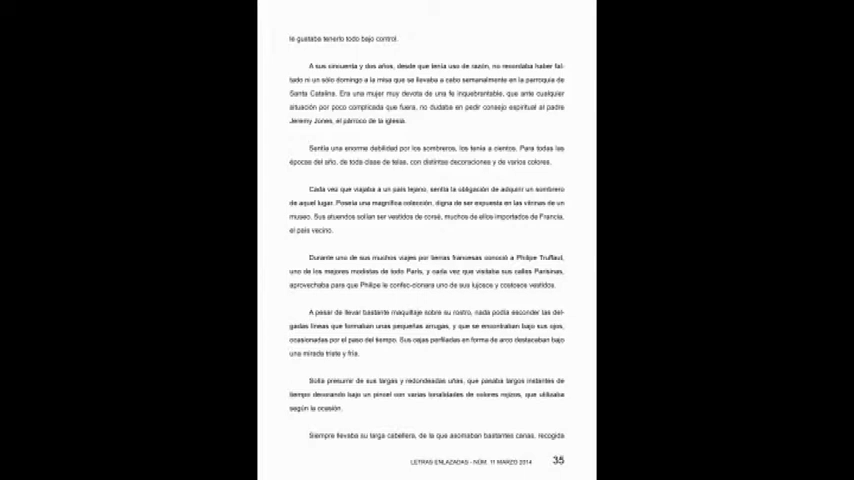 le gustaba tenerlo todo bajo control.
A sus cincuenta y dos años, desde que tenía uso de razón, no recordaba haber fal-
tado ni un sólo domingo a la misa que se llevaba a cabo semanalmente en la parroquia de
Santa Catalina. Era una mujer muy devota de una fe inquebrantable, que ante cualquier
situación por poco complicada que fuera, no dudaba en pedir consejo espiritual al padre
Jeremy Jones, el párroco de la iglesia.
Sentía una enorme debilidad por los sombreros, los tenía a cientos. Para todas las
épocas del año, de toda clase de telas, con distintas decoraciones y de varios colores.
Cada vez que viajaba a un país lejano, sentía la obligación de adquirir un sombrero
de aquel lugar. Poseía una magnífica colección, digna de ser expuesta en las vitrinas de un
museo. Sus atuendos solían ser vestidos de corsé, muchos de ellos importados de Francia,
el país vecino.
Durante uno de sus muchos viajes por tierras francesas conoció a Philipe Truffaut,
uno de los mejores modistas de todo París, y cada vez que visitaba sus calles Parisinas,
aprovechaba para que Philipe le confec-cionara uno de sus lujosos y costosos vestidos.
A pesar de llevar bastante maquillaje sobre su rostro, nada podía esconder las del-
gadas líneas que formaban unas pequeñas arrugas, y que se encontraban bajo sus ojos,
ocasionadas por el paso del tiempo. Sus cejas perfiladas en forma de arco destacaban bajo
una mirada triste y fría.
Solía presumir de sus largas y redondeadas uñas, que pasaba largos instantes de
tiempo decorando bajo un pincel con varias tonalidades de colores rojizos, que utilizaba
según la ocasión.
Siempre llevaba su larga cabellera, de la que asomaban bastantes canas, recogida
LETRAS ENLAZADAS - NÚM. 11 MARZO 2014 35